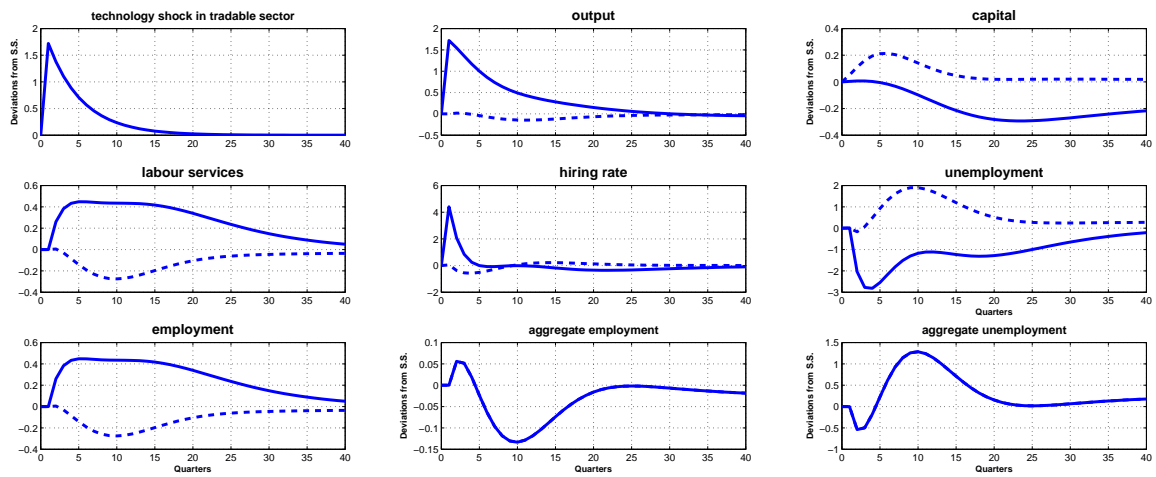 technology shock in tradable sector
2
1.5
1
0.5
0
Deviations from S.S.
0 5 10 15 20 25 30 35 40
output
2
1.5
1
0.5
0
−0.5
0 5 10 15 20 25 30 35 40
capital
0.4
0.2
0
−0.2
−0.4
0 5 10 15 20 25 30 35 40
labour services
0.6
0.4
0.2
0
−0.2
−0.4
0 5 10 15 20 25 30 35 40
hiring rate
6
4
2
0
−2
0 5 10 15 20 25 30 35 40
unemployment
2
1
0
−1
−2
−3
0 5 10 15 20 25 30 35 40
Quarters
employment
0.6
0.4
0.2
0
−0.2
−0.4
0 5 10 15 20 25 30 35 40
Quarters
aggregate employment
0.1
0.05
0
−0.05
−0.1
−0.15
Deviations from S.S.
0 5 10 15 20 25 30 35 40
Quarters
aggregate unemployment
1.5
1
0.5
0
−0.5
−1
Deviations from S.S.
0 5 10 15 20 25 30 35 40
Quarters